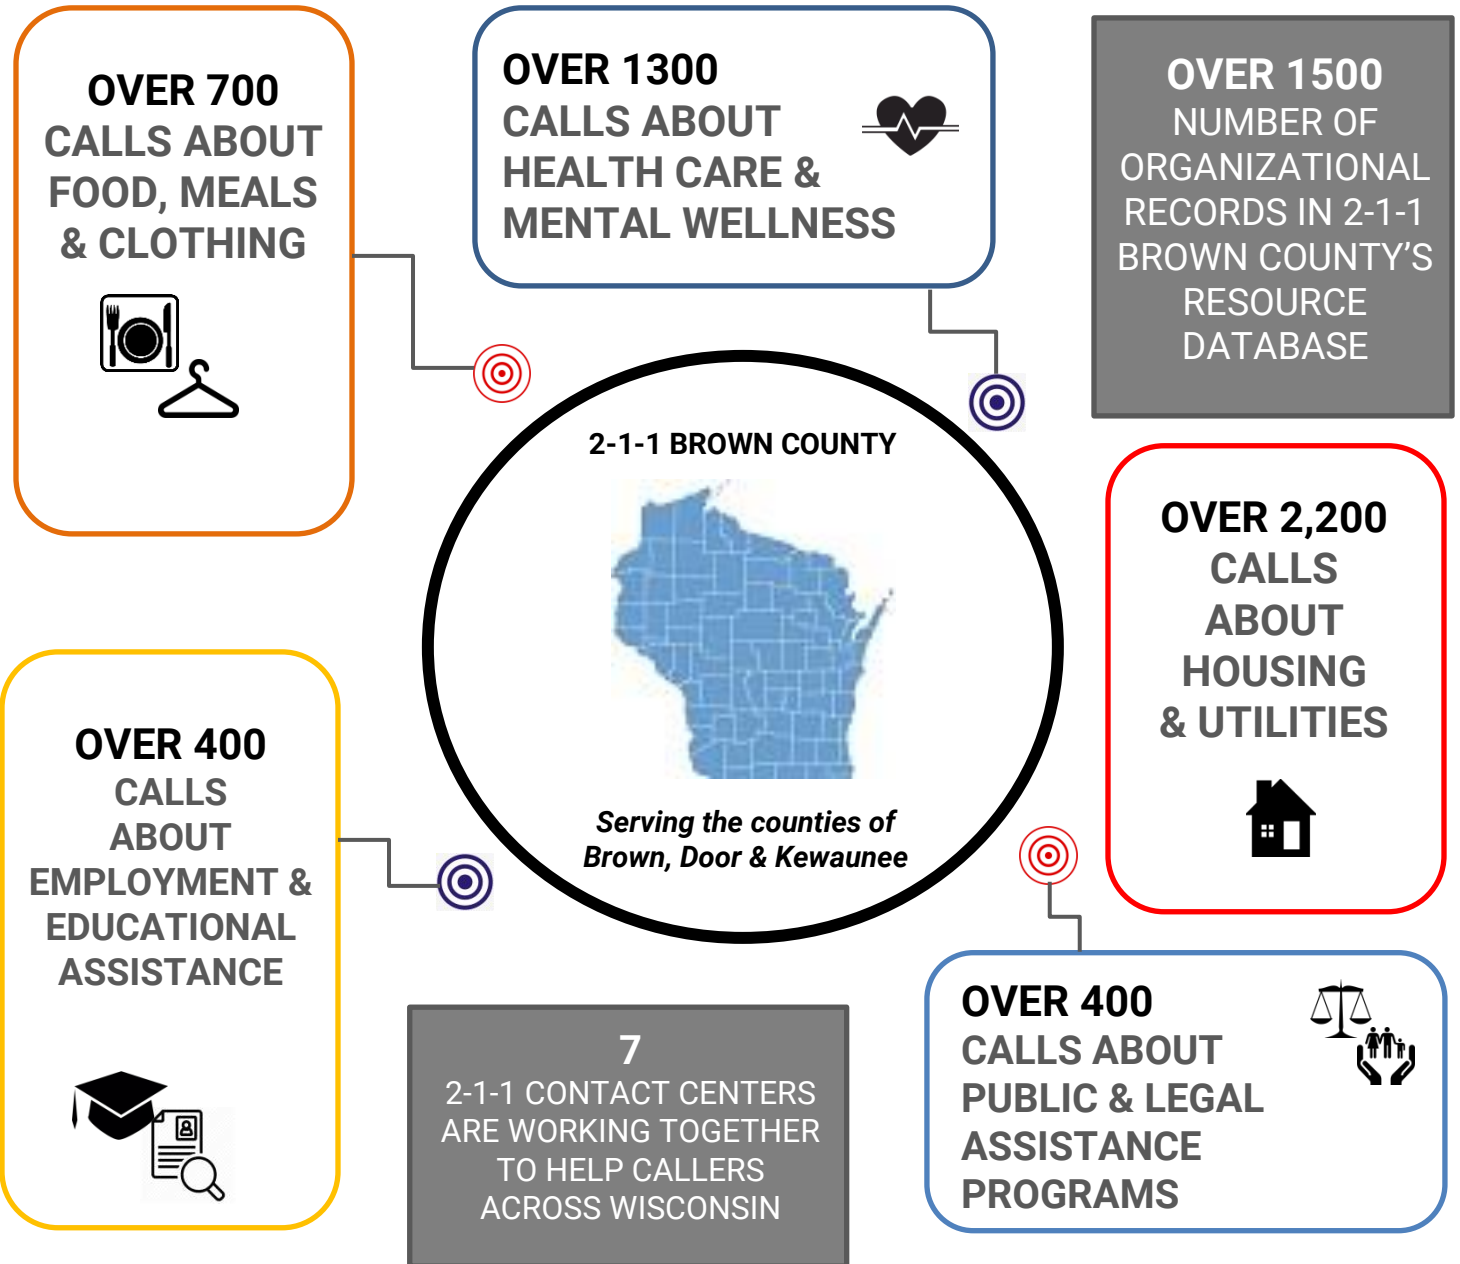 OVER 700
CALLS ABOUT
FOOD, MEALS
& CLOTHING
OVER 1300
CALLS ABOUT
HEALTH CARE &
MENTAL WELLNESS
OVER 1500
NUMBER OF
ORGANIZATIONAL
RECORDS IN 2-1-1
BROWN COUNTY'S
RESOURCE
DATABASE
2-1-1 BROWN COUNTY
Serving the counties of
Brown, Door & Kewaunee
OVER 2,200
CALLS
ABOUT
HOUSING
& UTILITIES
OVER 400
CALLS
ABOUT
EMPLOYMENT &
EDUCATIONAL
ASSISTANCE
7
2-1-1 CONTACT CENTERS
ARE WORKING TOGETHER
TO HELP CALLERS
ACROSS WISCONSIN
OVER 400
CALLS ABOUT
PUBLIC & LEGAL
ASSISTANCE
PROGRAMS